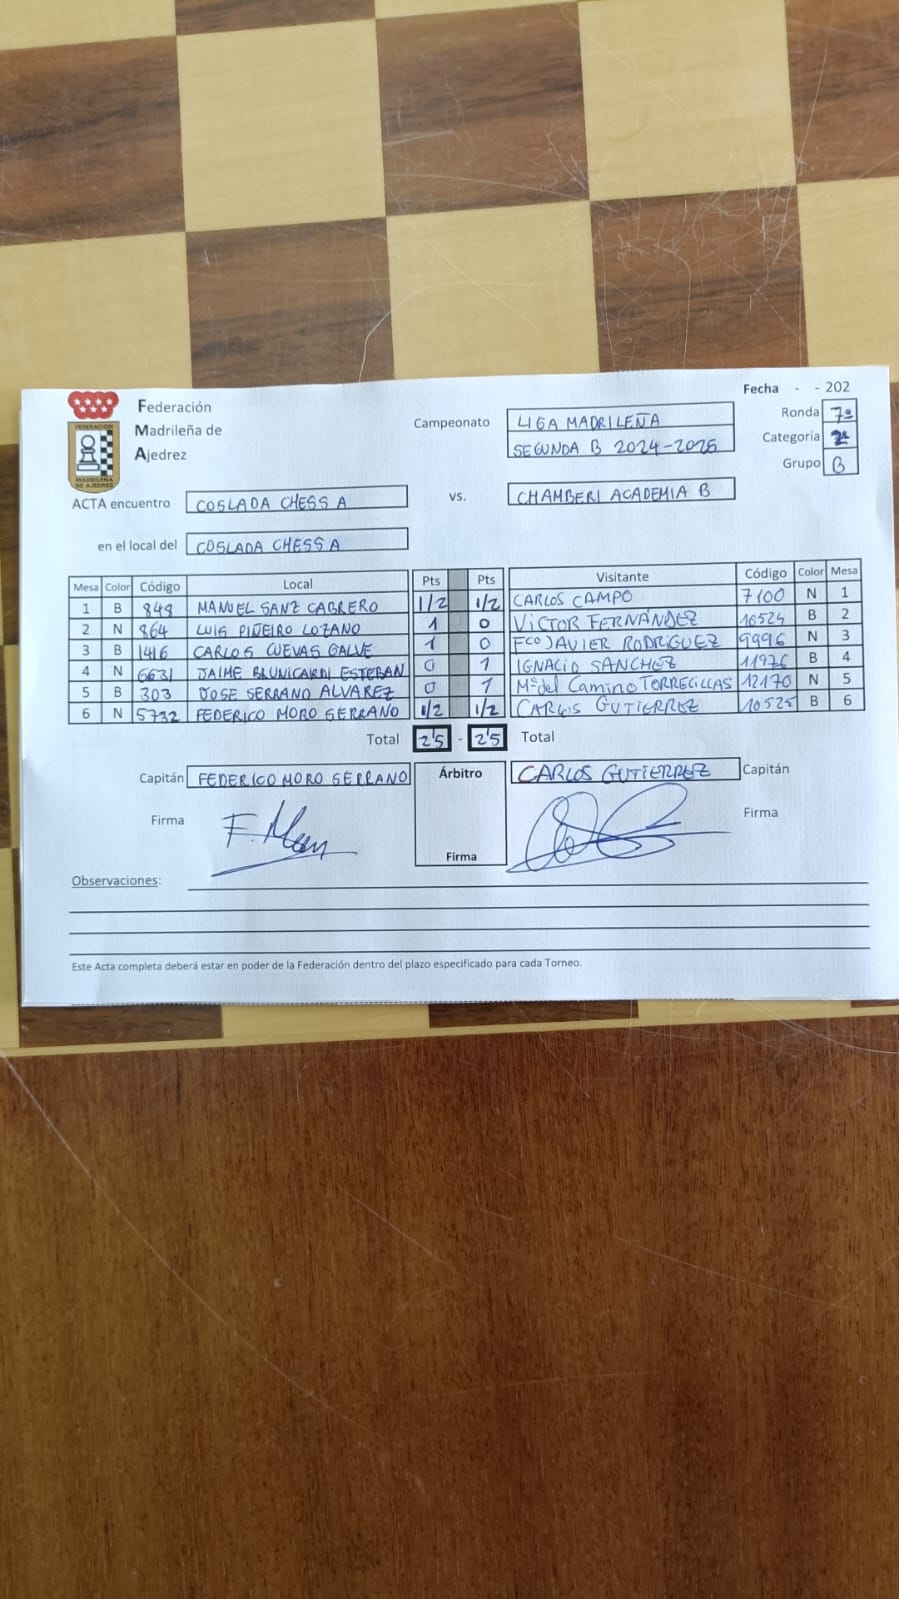 Fecha - - 202
Federación
Madrileña de
Ajedrez
FEDERACION
MADRILEÑA
DE AJEDREZ
Campeonato LIGA MADRILEÑA
SEGUNDA B 2024-2025
Ronda 7ª
Categoría 2ª
Grupo B
ACTA encuentro COSLADA CHESS A vs. CHAMBERI ACADEMIA B
en el local del COSLADA CHESS A
Mesa Color Código Local Pts Pts Visitante Código Color Mesa
1 B 848 MANUEL SANZ CAGRERO 1/2 1/2 CARLOS CAMPO 7100 N 1
2 N 864 LUIS PIÑEIRO LOZANO 1 0 VÍCTOR FERNÁNDEZ 16524 B 2
3 B 1416 CARLOS CUEVAS GALVE 1 0 Fco JAVIER RODRIGUEZ 9996 N 3
4 N 6631 JAIME BRUNICARDI ESTEBAN 0 1 IGNACIO SANCHEZ 11976 B 4
5 B 303 JOSE SERRANO ALVAREZ 0 1 Mª del Camino TORRECILLAS 12170 N 5
6 N 5732 FEDERICO MORO SERRANO 1/2 1/2 CARLOS GUTIERREZ 10525 B 6
Total 2'5 - 2'5 Total
Capitán FEDERICO MORO SERRANO Árbitro CARLOS GUTIERREZ Capitán
Firma F. Moro Firma
Firma
Observaciones:
Este Acta completa deberá estar en poder de la Federación dentro del plazo especificado para cada Torneo.